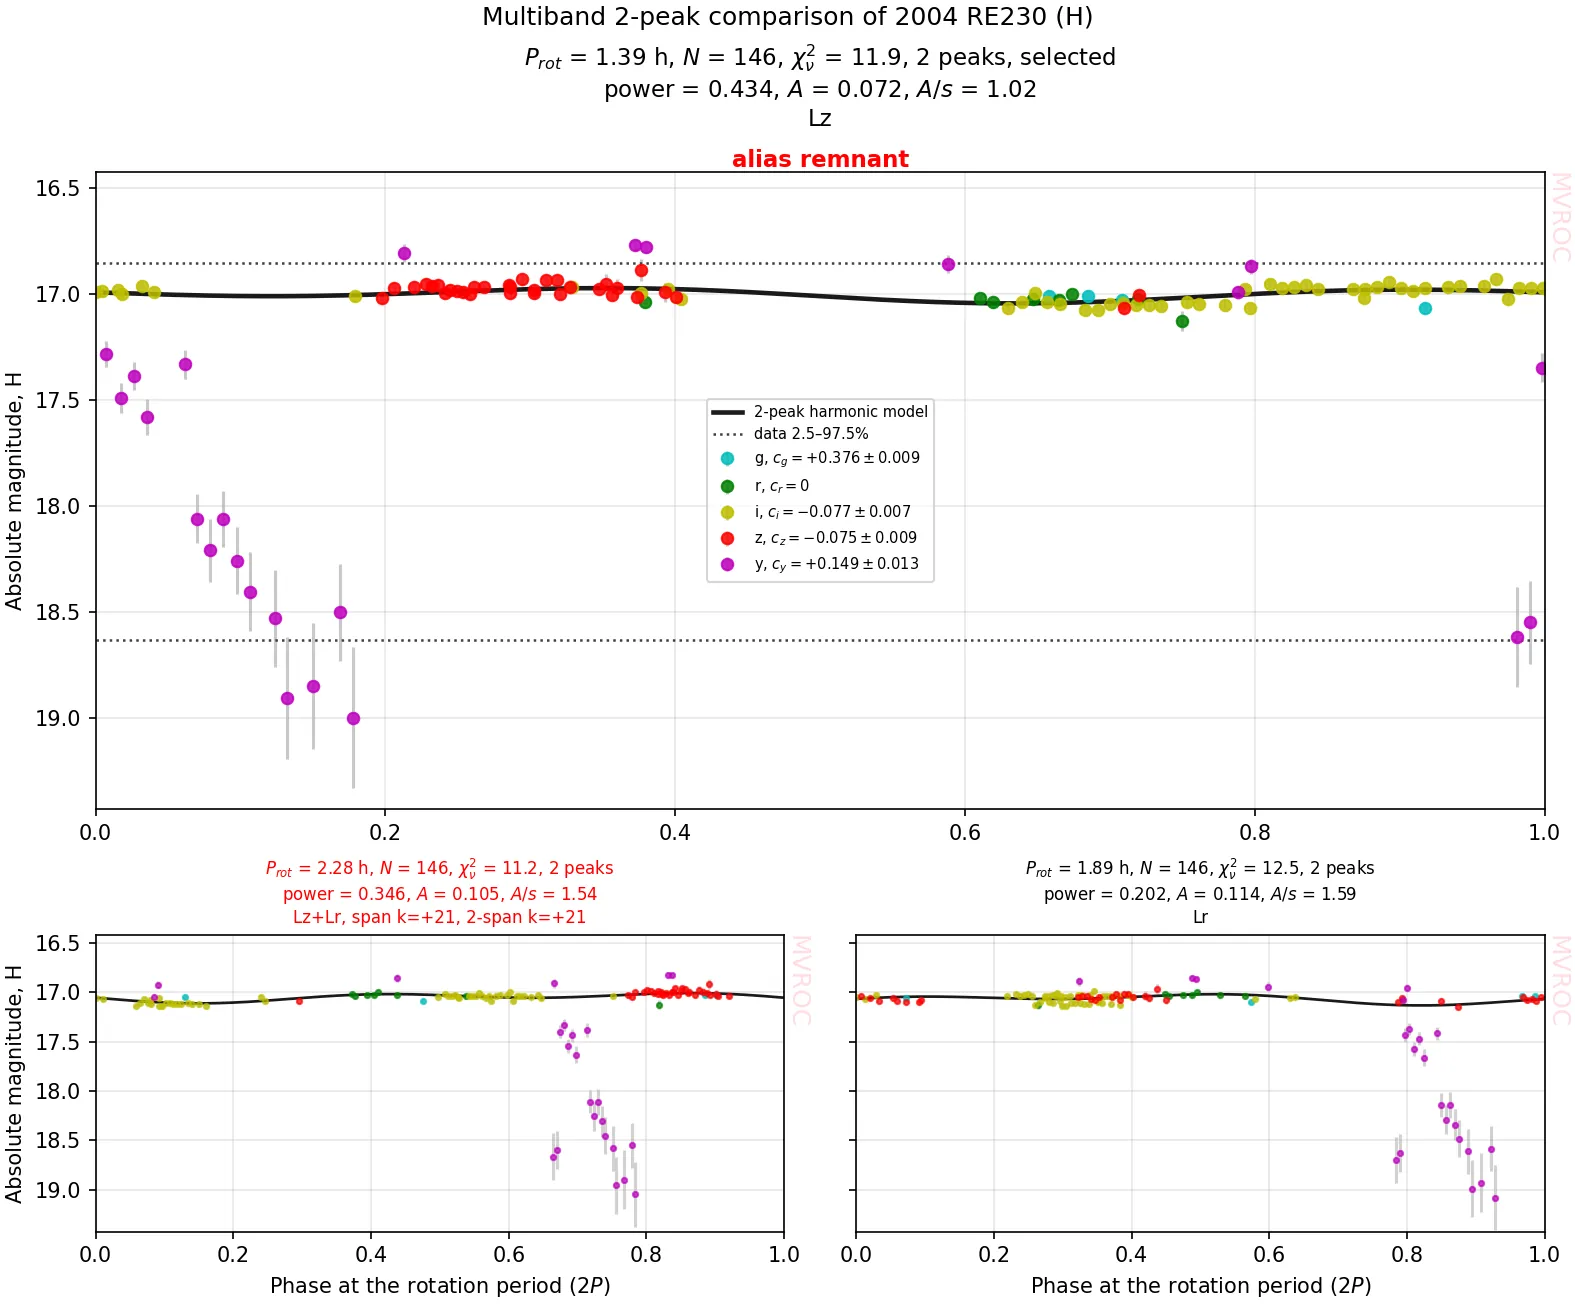 Multiband 2-peak comparison of 2004 RE230 (H)
P_rot = 1.39 h, N = 146, χ²_ν = 11.9, 2 peaks, selected
power = 0.434, A = 0.072, A/s = 1.02
Lz
alias remnant
MVROC
Absolute magnitude, H
16.5
17.0
17.5
18.0
18.5
19.0
2-peak harmonic model
data 2.5–97.5%
g, c_g = +0.376 ± 0.009
r, c_r = 0
i, c_i = −0.077 ± 0.007
z, c_z = −0.075 ± 0.009
y, c_y = +0.149 ± 0.013
0.0 0.2 0.4 0.6 0.8 1.0
P_rot = 2.28 h, N = 146, χ²_ν = 11.2, 2 peaks
power = 0.346, A = 0.105, A/s = 1.54
Lz+Lr, span k=+21, 2-span k=+21
MVROC
Absolute magnitude, H
16.5
17.0
17.5
18.0
18.5
19.0
0.0 0.2 0.4 0.6 0.8 1.0
Phase at the rotation period (2P)
P_rot = 1.89 h, N = 146, χ²_ν = 12.5, 2 peaks
power = 0.202, A = 0.114, A/s = 1.59
Lr
MVROC
0.0 0.2 0.4 0.6 0.8 1.0
Phase at the rotation period (2P)